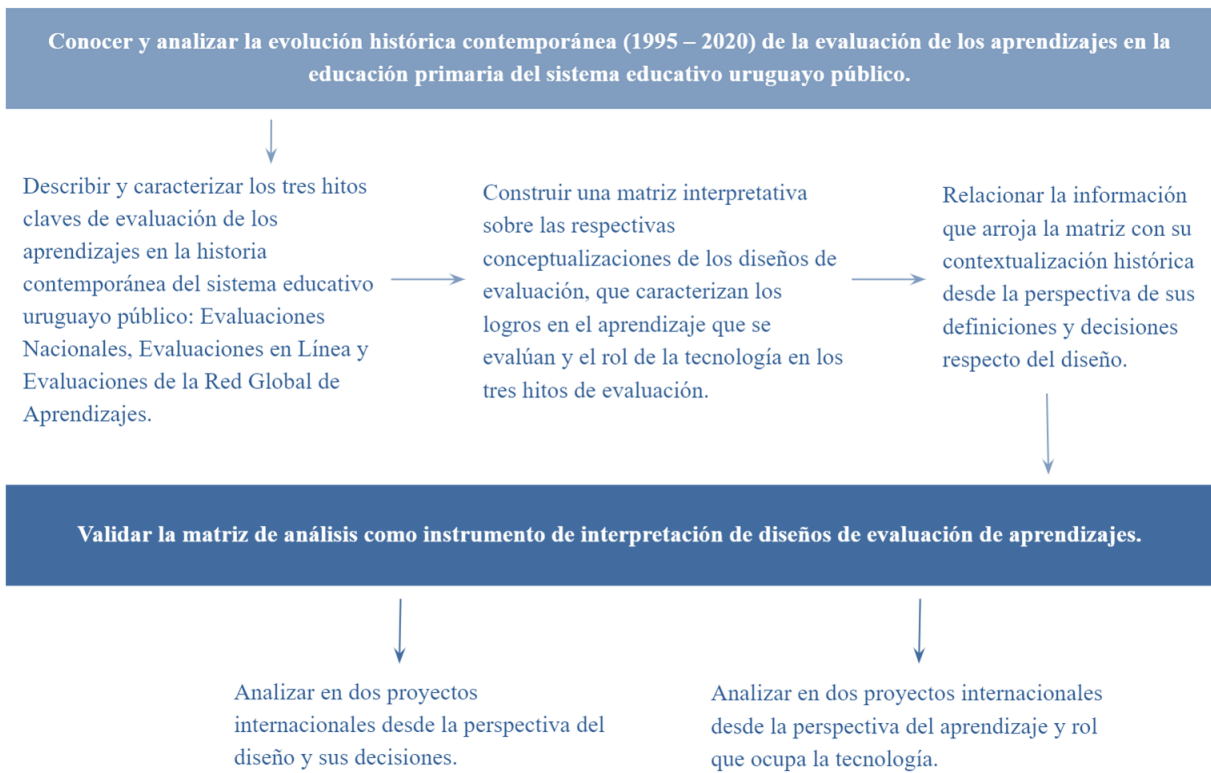 Conocer y analizar la evolución histórica contemporánea (1995 – 2020) de la evaluación de los aprendizajes en la
educación primaria del sistema educativo uruguayo público.
Describir y caracterizar los tres hitos
claves de evaluación de los
aprendizajes en la historia
contemporánea del sistema educativo
uruguayo público: Evaluaciones
Nacionales, Evaluaciones en Línea y
Evaluaciones de la Red Global de
Aprendizajes.
Construir una matriz interpretativa
sobre las respectivas
conceptualizaciones de los diseños de
evaluación, que caracterizan los
logros en el aprendizaje que se
evalúan y el rol de la tecnología en los
tres hitos de evaluación.
Relacionar la información
que arroja la matriz con su
contextualización histórica
desde la perspectiva de sus
definiciones y decisiones
respecto del diseño.
Validar la matriz de análisis como instrumento de interpretación de diseños de evaluación de aprendizajes.
Analizar en dos proyectos
internacionales desde la perspectiva del
diseño y sus decisiones.
Analizar en dos proyectos internacionales
desde la perspectiva del aprendizaje y rol
que ocupa la tecnología.